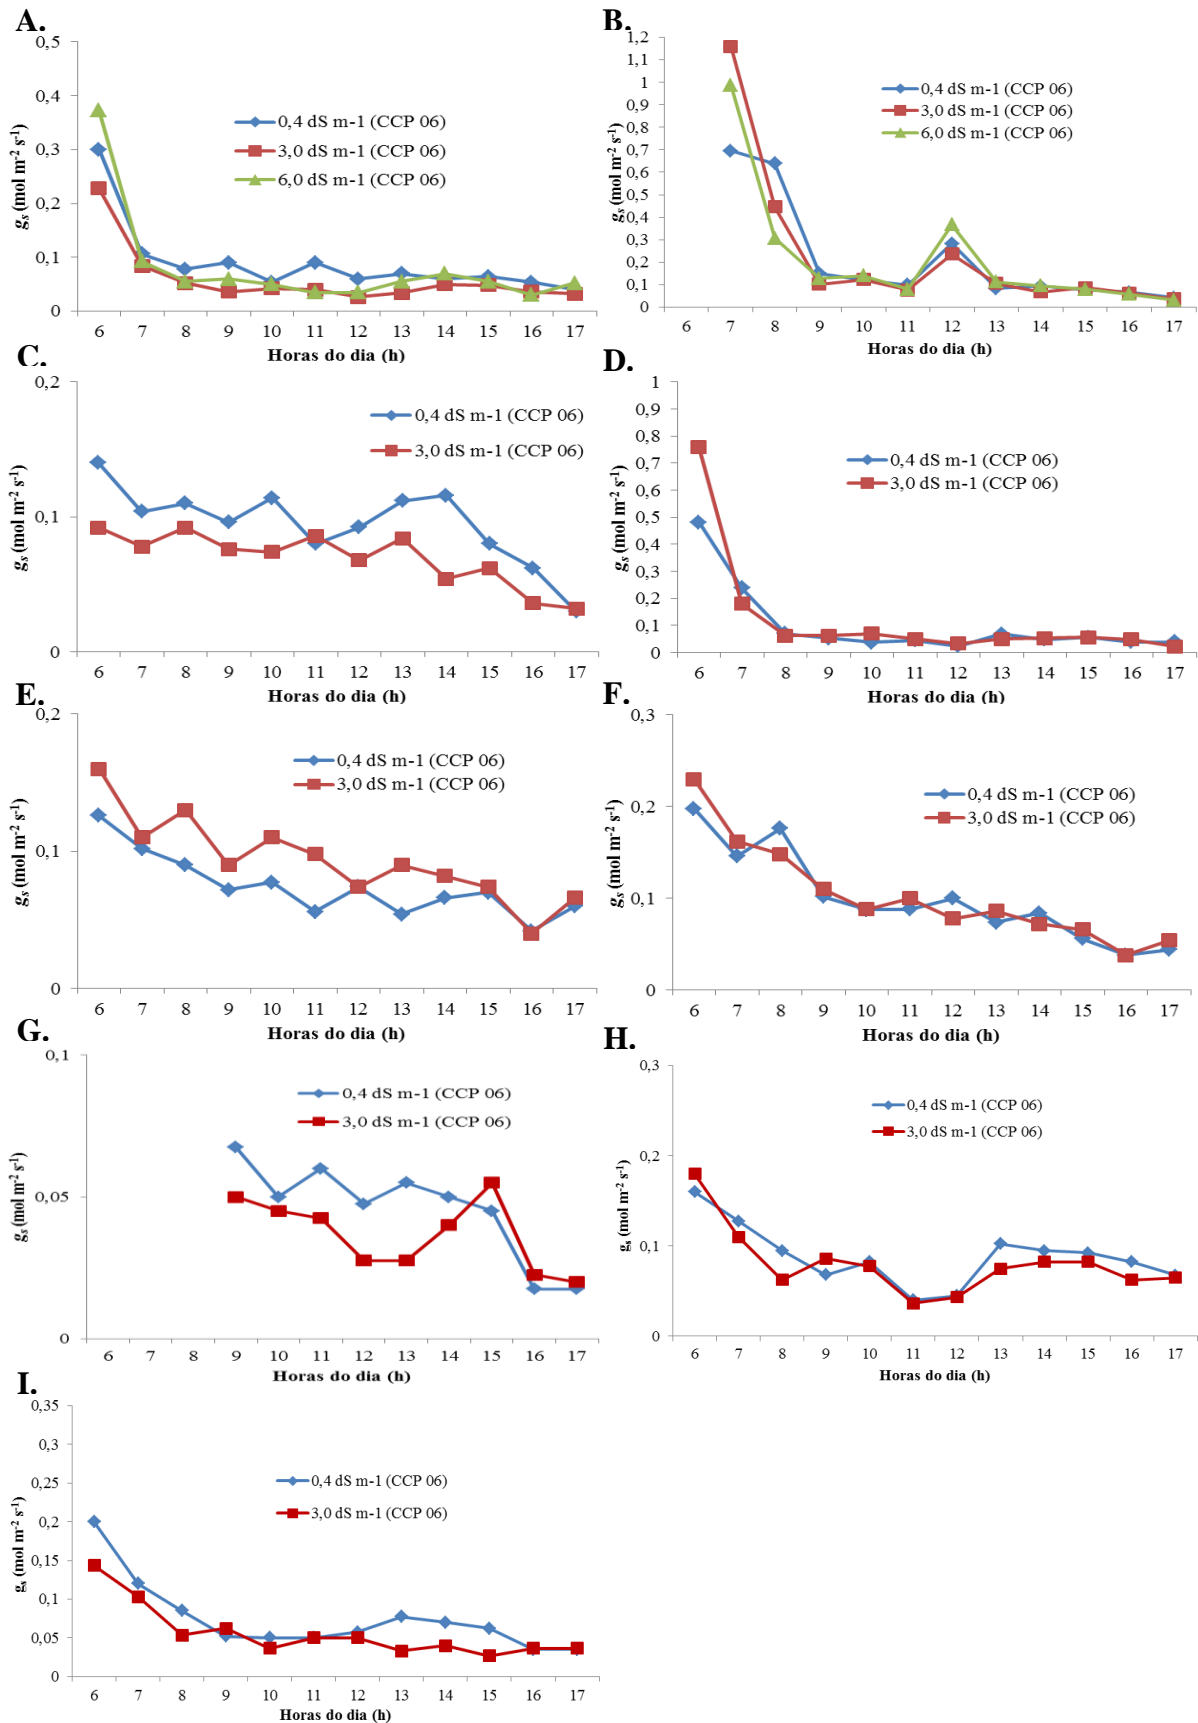 A.
0,5
0,4
0,3
0,2
0,1
0
gs (mol m-2 s-1)
0,4 dS m-1 (CCP 06)
3,0 dS m-1 (CCP 06)
6,0 dS m-1 (CCP 06)
6 7 8 9 10 11 12 13 14 15 16 17
Horas do dia (h)
B.
1,2
1,1
1
0,9
0,8
0,7
0,6
0,5
0,4
0,3
0,2
0,1
0
gs (mol m-2 s-1)
0,4 dS m-1 (CCP 06)
3,0 dS m-1 (CCP 06)
6,0 dS m-1 (CCP 06)
6 7 8 9 10 11 12 13 14 15 16 17
Horas do dia (h)
C.
0,2
0,1
0
gs (mol m-2 s-1)
0,4 dS m-1 (CCP 06)
3,0 dS m-1 (CCP 06)
6 7 8 9 10 11 12 13 14 15 16 17
Horas do dia (h)
D.
1
0,9
0,8
0,7
0,6
0,5
0,4
0,3
0,2
0,1
0
gs (mol m-2 s-1)
0,4 dS m-1 (CCP 06)
3,0 dS m-1 (CCP 06)
6 7 8 9 10 11 12 13 14 15 16 17
Horas do dia (h)
E.
0,2
0,1
0
gs (mol m-2 s-1)
0,4 dS m-1 (CCP 06)
3,0 dS m-1 (CCP 06)
6 7 8 9 10 11 12 13 14 15 16 17
Horas do dia (h)
F.
0,3
0,2
0,1
0
gs (mol m-2 s-1)
0,4 dS m-1 (CCP 06)
3,0 dS m-1 (CCP 06)
6 7 8 9 10 11 12 13 14 15 16 17
Horas do dia (h)
G.
0,1
0,05
0
gs (mol m-2 s-1)
0,4 dS m-1 (CCP 06)
3,0 dS m-1 (CCP 06)
6 7 8 9 10 11 12 13 14 15 16 17
Horas do dia (h)
H.
0,3
0,2
0,1
0
gs (mol m-2 s-1)
0,4 dS m-1 (CCP 06)
3,0 dS m-1 (CCP 06)
6 7 8 9 10 11 12 13 14 15 16 17
Horas do dia (h)
I.
0,35
0,3
0,25
0,2
0,15
0,1
0,05
0
gs (mol m-2 s-1)
0,4 dS m-1 (CCP 06)
3,0 dS m-1 (CCP 06)
6 7 8 9 10 11 12 13 14 15 16 17
Horas do dia (h)